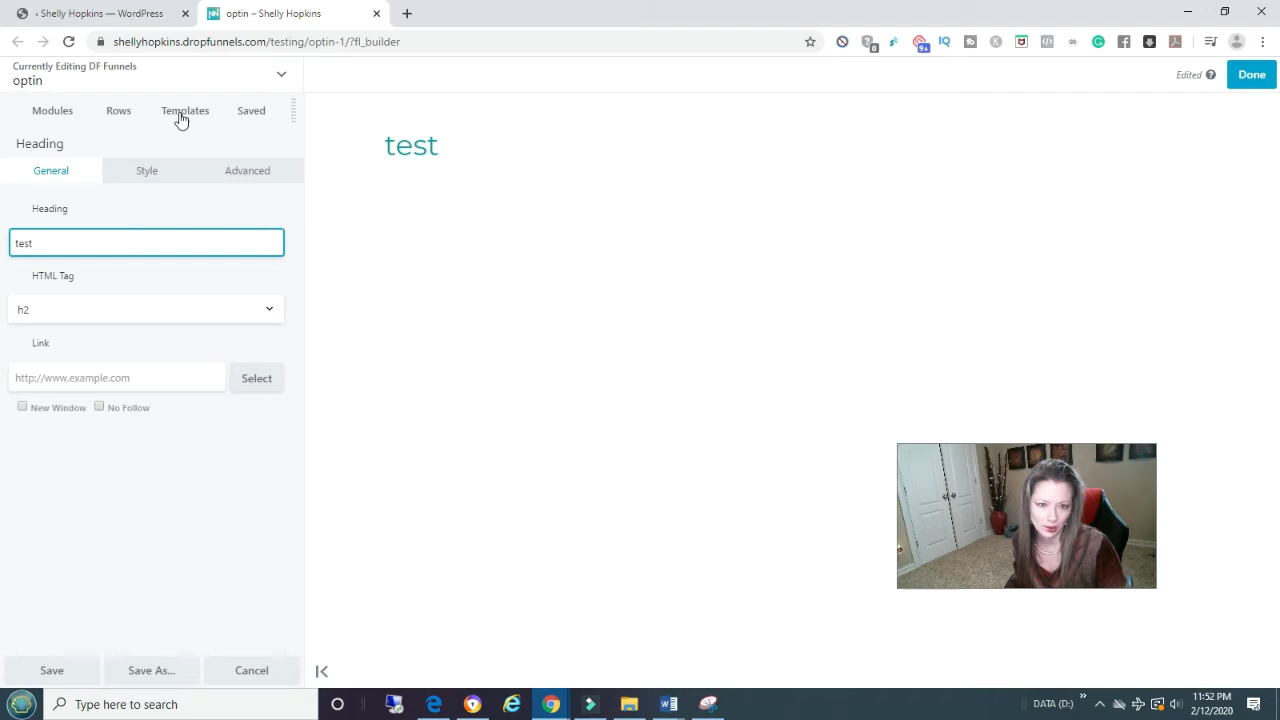 ‹ Shelly Hopkins — WordPress
optin – Shelly Hopkins
shellyhopkins.dropfunnels.com/testing/optin-1/?fl_builder
0
9+
IQ
Currently Editing DF Funnels
optin
Edited
Done
Modules
Rows
Templates
Saved
Heading
General
Style
Advanced
Heading
test
HTML Tag
h2
Link
http://www.example.com
Select
New Window
No Follow
Save
Save As...
Cancel
test
Type here to search
DATA (D:)
11:52 PM
2/12/2020